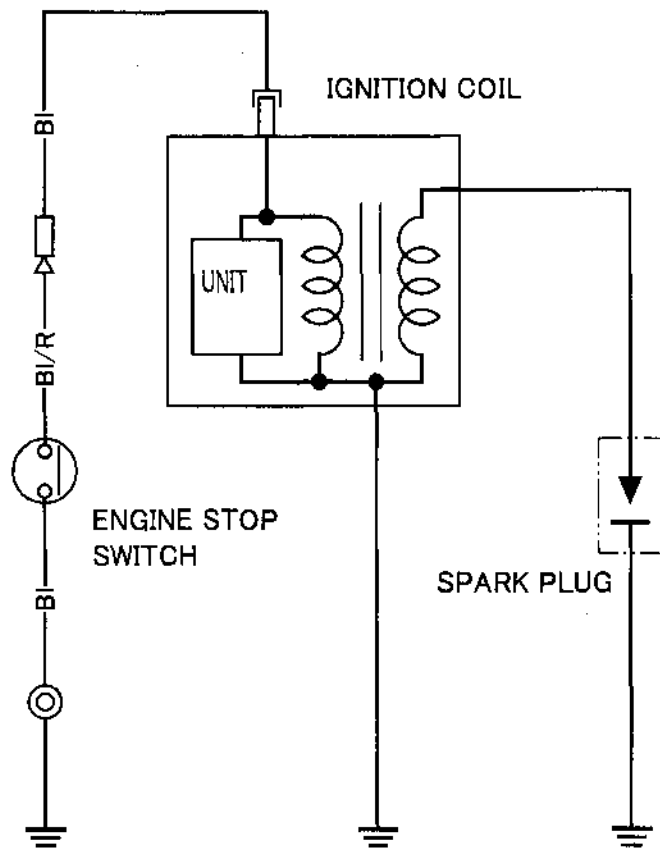 IGNITION COIL
Bl
UNIT
Bl/R
ENGINE STOP
SWITCH
Bl
SPARK PLUG